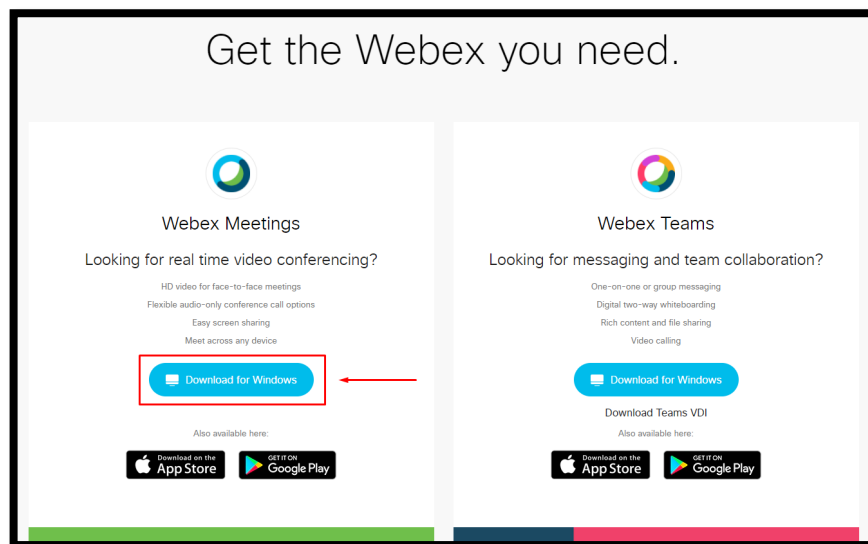 Get the Webex you need.
Webex Meetings
Looking for real time video conferencing?
HD video for face-to-face meetings
Flexible audio-only conference call options
Easy screen sharing
Meet across any device
Download for Windows
Also available here:
Download on the
App Store
GET IT ON
Google Play
Webex Teams
Looking for messaging and team collaboration?
One-on-one or group messaging
Digital two-way whiteboarding
Rich content and file sharing
Video calling
Download for Windows
Download Teams VDI
Also available here:
Download on the
App Store
GET IT ON
Google Play